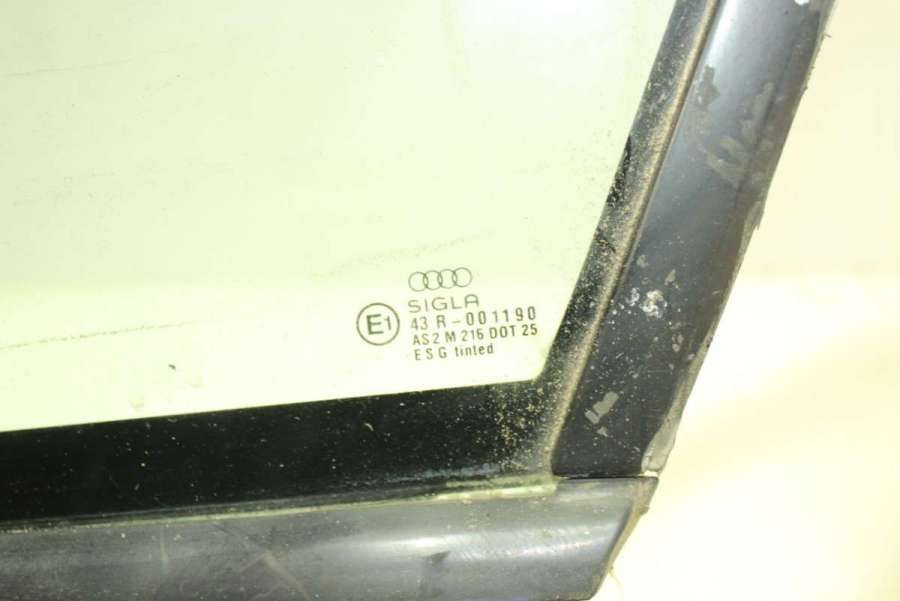 SIGLA
E1
43 R-001190
AS2 M 216 DOT 25
ESG tinted